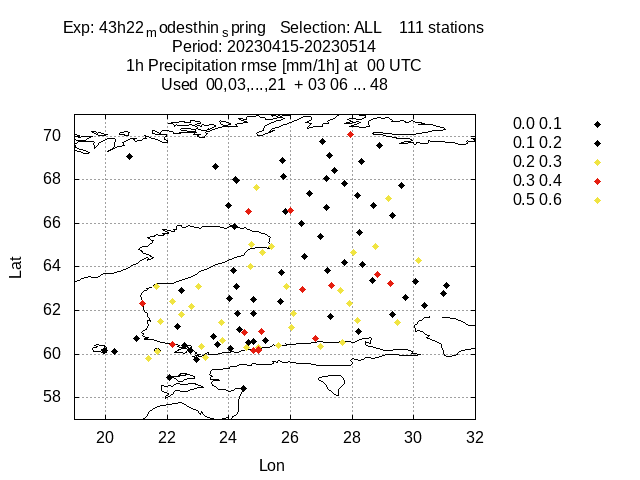 Exp: 43h22modesthinspring Selection: ALL 111 stations
Period: 20230415-20230514
1h Precipitation rmse [mm/1h] at 00 UTC
Used 00,03,...,21 + 03 06 ... 48
0.0 0.1
0.1 0.2
0.2 0.3
0.3 0.4
0.5 0.6
70
68
66
64
62
60
58
Lat
20 22 24 26 28 30 32
Lon